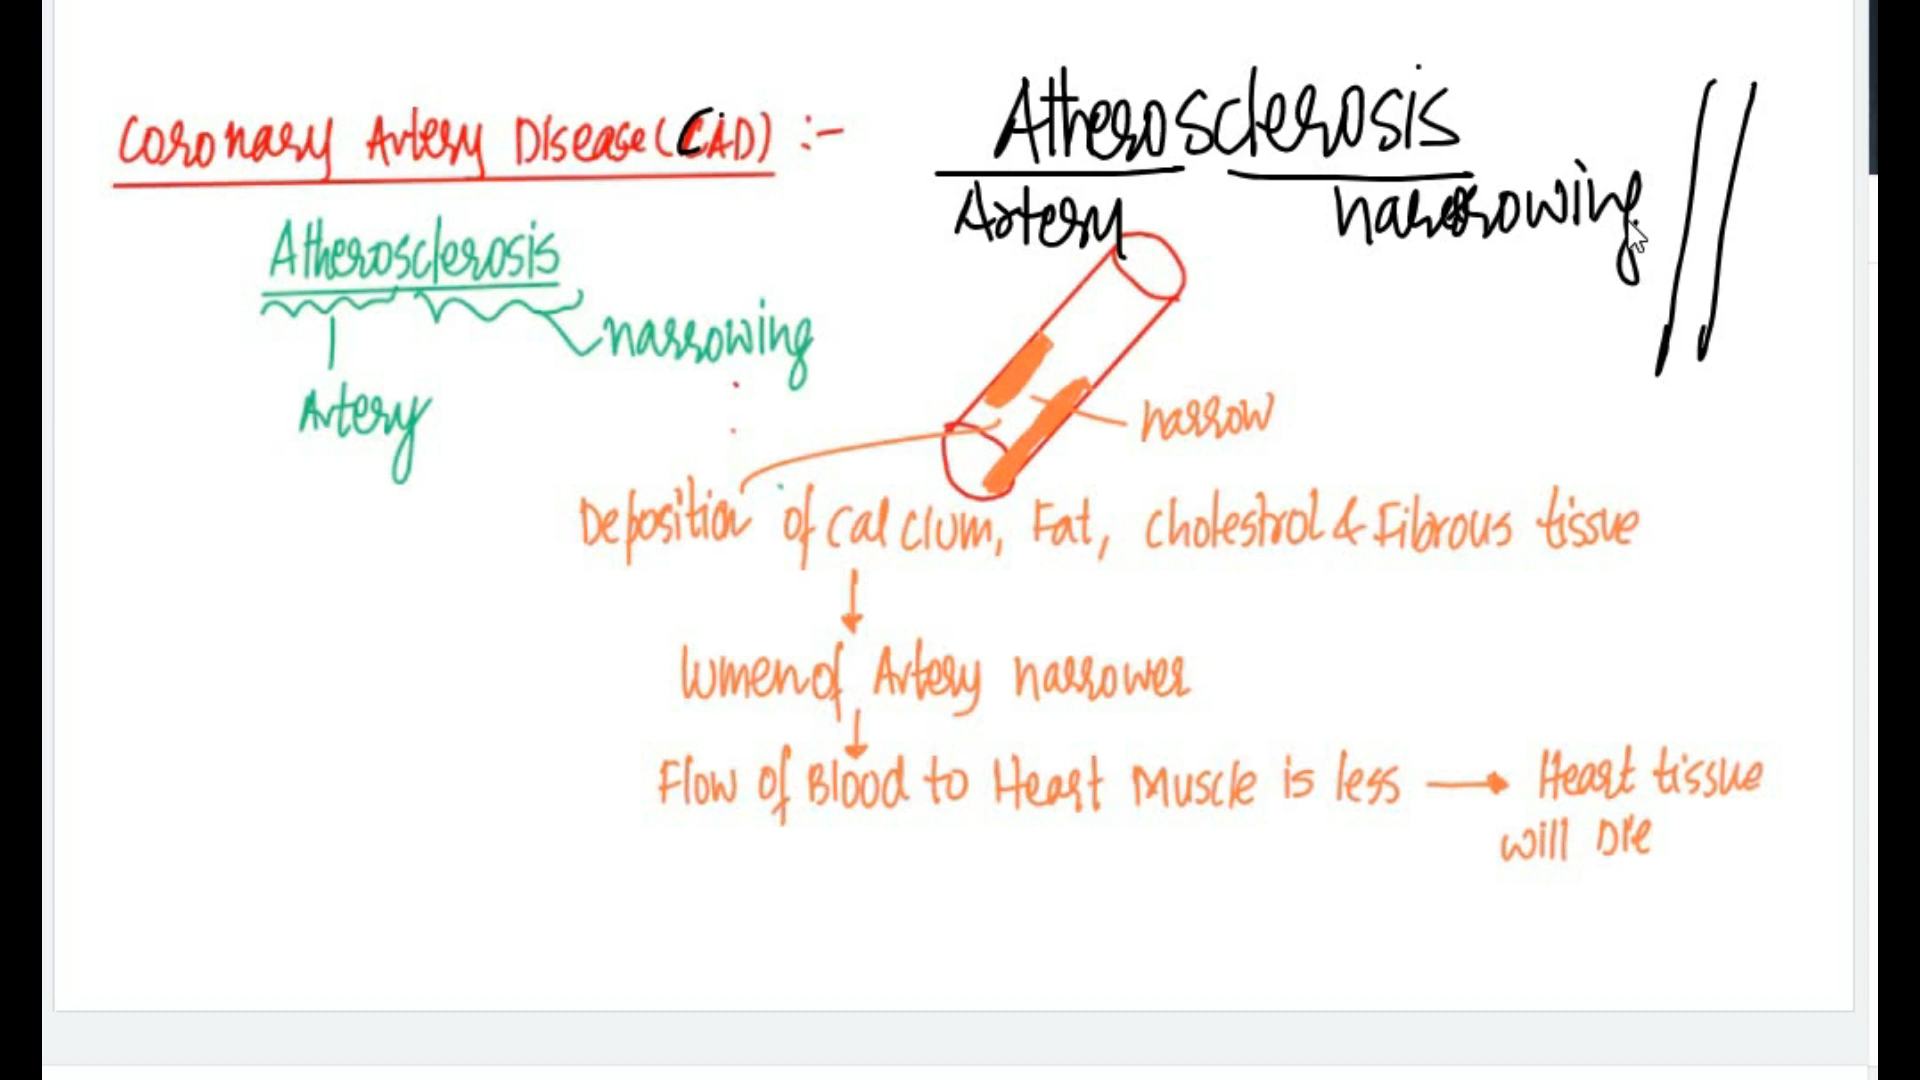 Coronary Artery Disease (CAD) :-
Atherosclerosis
Artery narrowing
Atherosclerosis
narrowing
Artery
narrow
Deposition of calcium, Fat, cholestrol & Fibrous tissue
lumen of Artery narrower
Flow of Blood to Heart Muscle is less → Heart tissue
will Die